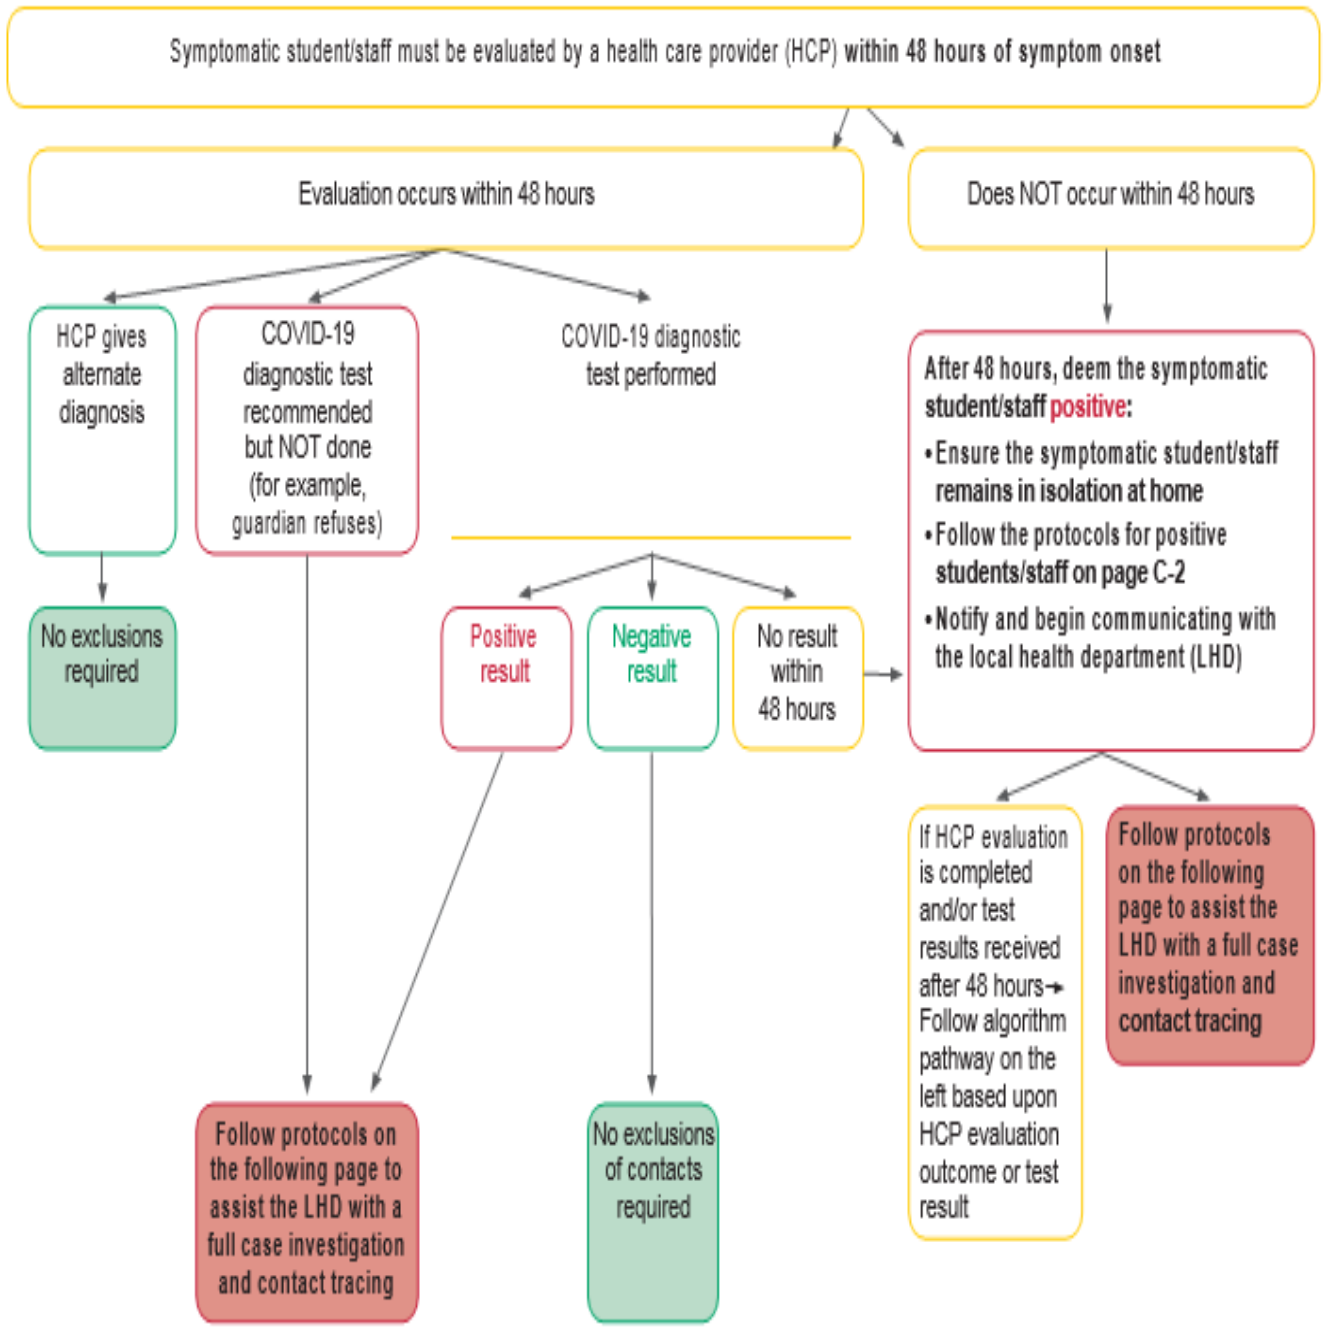 Symptomatic student/staff must be evaluated by a health care provider (HCP) within 48 hours of symptom onset
Evaluation occurs within 48 hours
Does NOT occur within 48 hours
HCP gives
alternate
diagnosis
COVID-19
diagnostic test
recommended
but NOT done
(for example,
guardian refuses)
COVID-19 diagnostic
test performed
After 48 hours, deem the symptomatic
student/staff positive:
• Ensure the symptomatic student/staff
remains in isolation at home
• Follow the protocols for positive
students/staff on page C-2
• Notify and begin communicating with
the local health department (LHD)
No exclusions
required
Positive
result
Negative
result
No result
within
48 hours
If HCP evaluation
is completed
and/or test
results received
after 48 hours→
Follow algorithm
pathway on the
left based upon
HCP evaluation
outcome or test
result
Follow protocols
on the following
page to assist the
LHD with a full case
investigation and
contact tracing
Follow protocols on
the following page to
assist the LHD with a
full case investigation
and contact tracing
No exclusions
of contacts
required